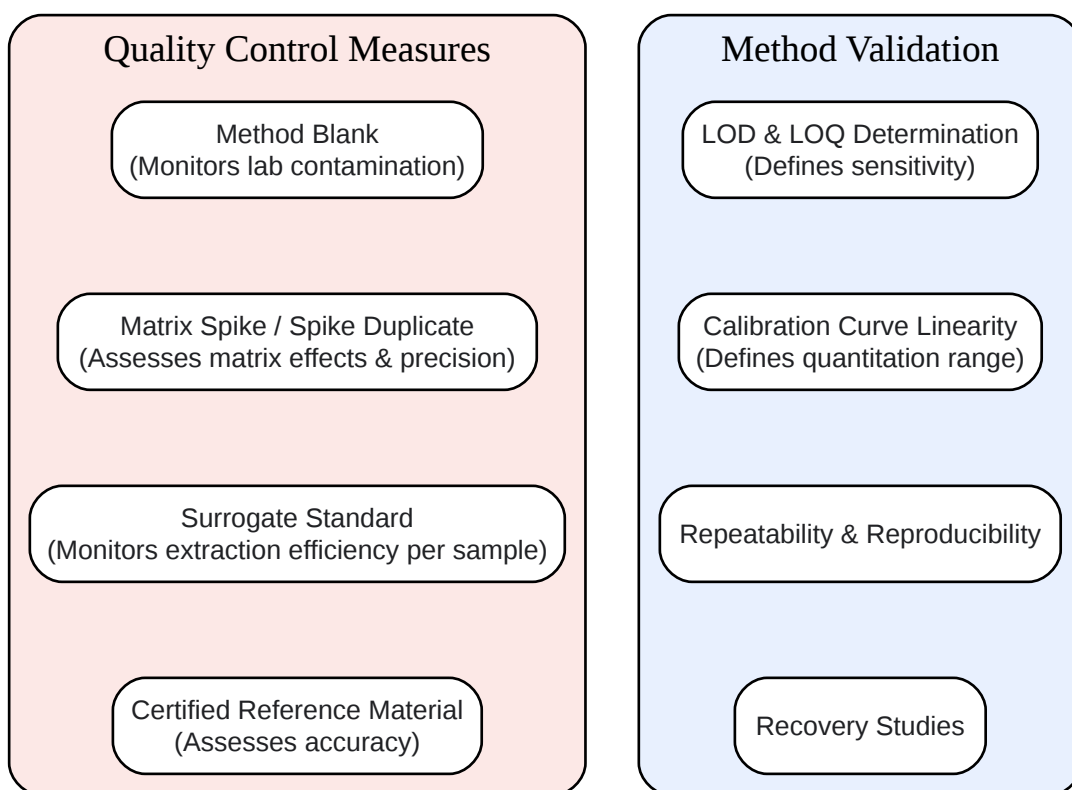 Quality Control Measures
Method Blank
(Monitors lab contamination)
Matrix Spike / Spike Duplicate
(Assesses matrix effects & precision)
Surrogate Standard
(Monitors extraction efficiency per sample)
Certified Reference Material
(Assesses accuracy)
Method Validation
LOD & LOQ Determination
(Defines sensitivity)
Calibration Curve Linearity
(Defines quantitation range)
Repeatability & Reproducibility
Recovery Studies